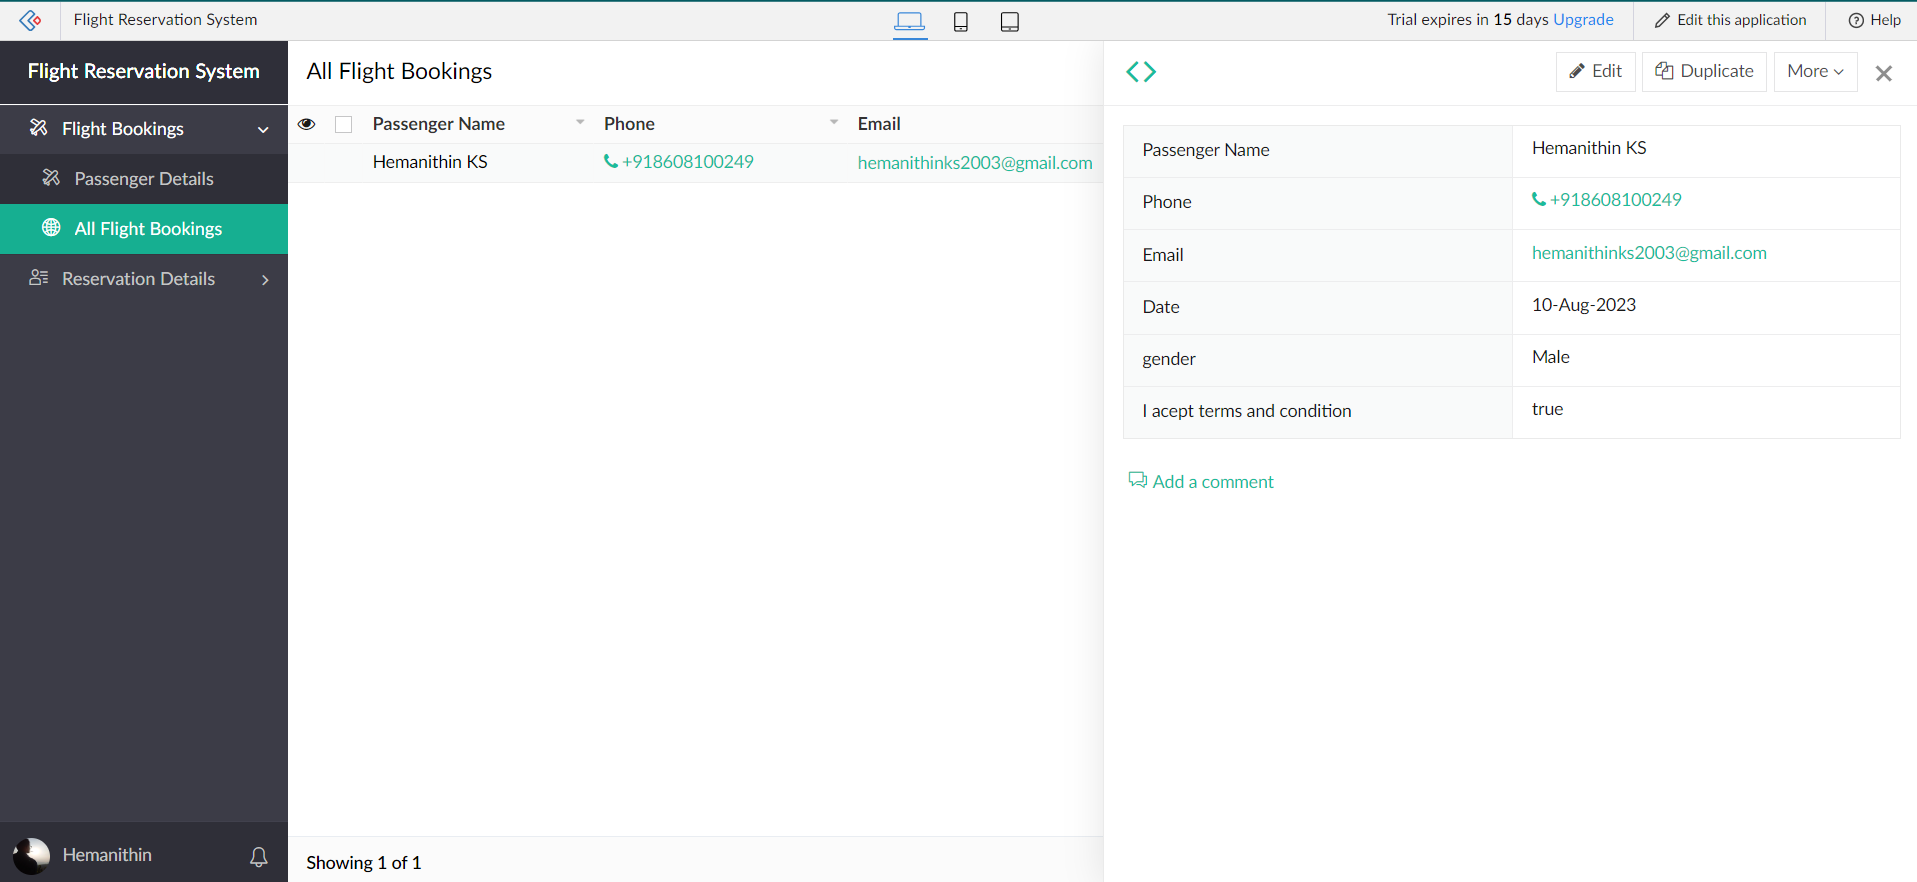 Flight Reservation System
Trial expires in 15 days Upgrade
Edit this application
Help
Flight Reservation System
Flight Bookings
Passenger Details
All Flight Bookings
Reservation Details
Hemanithin
All Flight Bookings
Passenger Name Phone Email
Hemanithin KS +918608100249 hemanithinks2003@gmail.com
Showing 1 of 1
Edit Duplicate More
Passenger Name Hemanithin KS
Phone +918608100249
Email hemanithinks2003@gmail.com
Date 10-Aug-2023
gender Male
I acept terms and condition true
Add a comment